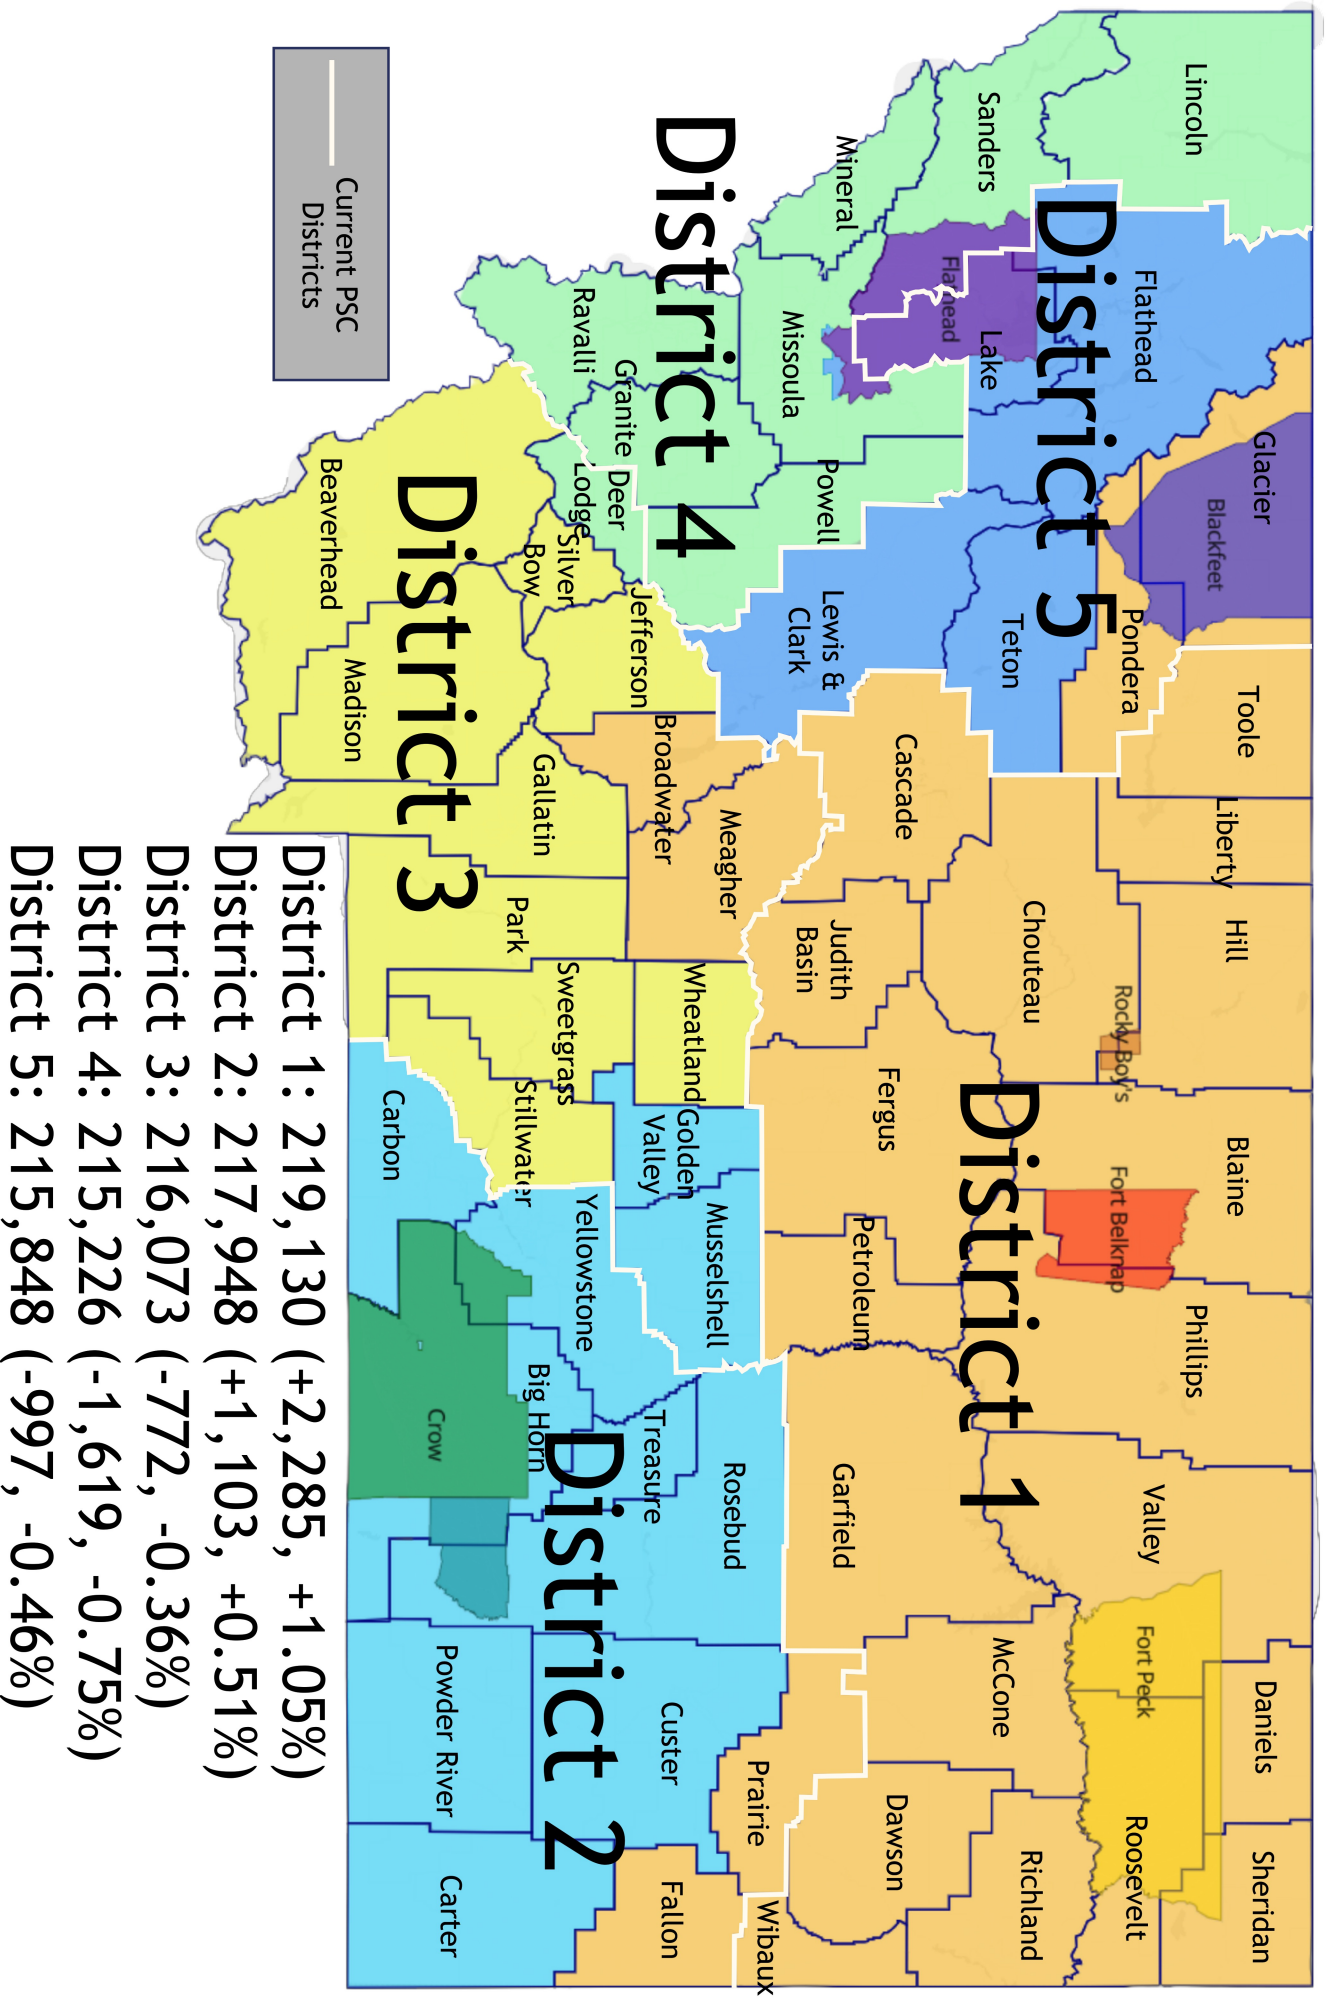 Lincoln
Sanders
Mineral
Flathead
Flathead
Lake
Glacier
Blackfeet
Pondera
Toole
Liberty
Hill
Rocky Boy's
Blaine
Fort Belknap
Phillips
Valley
Fort Peck
Daniels
Sheridan
Roosevelt
District 5
Teton
Chouteau
District 1
McCone
Richland
Missoula
Powell
Lewis &
Clark
Cascade
Judith
Basin
Fergus
Petroleum
Garfield
Dawson
Prairie
Wibaux
District 4
Ravalli
Granite
Deer
Lodge
Silver
Bow
Jefferson
Broadwater
Meagher
Wheatland
Golden
Valley
Musselshell
Treasure
Rosebud
Custer
Fallon
District 3
Beaverhead
Madison
Gallatin
Park
Sweetgrass
Stillwater
Carbon
Yellowstone
Big Horn
Crow
District 2
Powder River
Carter
Current PSC
Districts
District 1: 219,130 (+2,285, +1.05%)
District 2: 217,948 (+1,103, +0.51%)
District 3: 216,073 (-772, -0.36%)
District 4: 215,226 (-1,619, -0.75%)
District 5: 215,848 (-997, -0.46%)